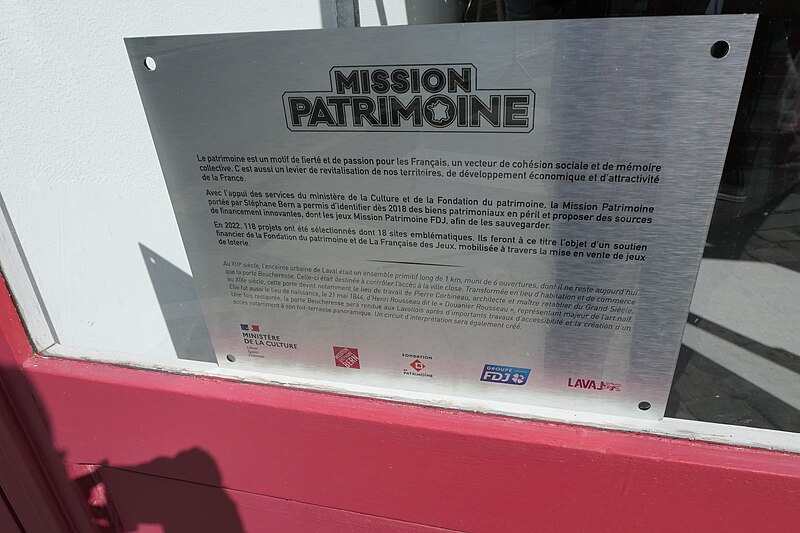 MISSION
PATRIMOINE
Le patrimoine est un motif de fierté et de passion pour les Français, un vecteur de cohésion sociale et de mémoire
collective. C'est aussi un levier de revitalisation de nos territoires, de développement économique et d'attractivité
de la France.
Avec l'appui des services du ministère de la Culture et de la Fondation du patrimoine, la Mission Patrimoine
portée par Stéphane Bern a permis d'identifier dès 2018 des biens patrimoniaux en péril et proposer des sources
de financement innovantes, dont les jeux Mission Patrimoine FDJ, afin de les sauvegarder.
En 2022, 118 projets ont été sélectionnés dont 18 sites emblématiques. Ils feront à ce titre l'objet d'un soutien
financier de la Fondation du patrimoine et de La Française des Jeux, mobilisée à travers la mise en vente de jeux
de loterie.
Au XIIIe siècle, l'enceinte urbaine de Laval était un ensemble primitif long de 1 km, muni de 6 ouvertures, dont il ne reste aujourd'hui
que la porte Beucheresse. Celle-ci était destinée à contrôler l'accès à la ville close. Transformée en lieu d'habitation et de commerce
au XIXe siècle, cette porte devint notamment le lieu de travail de Pierre Corbineau, architecte et maître retablier du Grand Siècle.
Elle fut aussi le lieu de naissance, le 21 mai 1844, d'Henri Rousseau dit le « Douanier Rousseau », représentant majeur de l'art naïf.
Une fois restaurée, la porte Beucheresse sera rendue aux Lavallois après d'importants travaux d'accessibilité et la création d'un
accès notamment à son toit-terrasse panoramique. Un circuit d'interprétation sera également créé.
MINISTÈRE
DE LA CULTURE
Liberté
Égalité
Fraternité
MISSION
BERN
FONDATION
DU
PATRIMOINE
GROUPE
FDJ
LAVAL